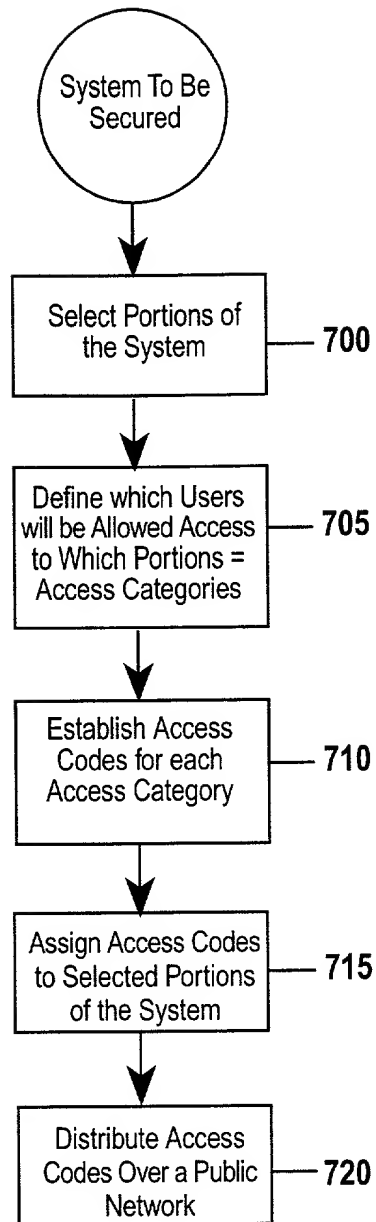 System To Be
Secured
Select Portions of
the System
700
Define which Users
will be Allowed Access
to Which Portions =
Access Categories
705
Establish Access
Codes for each
Access Category
710
Assign Access Codes
to Selected Portions
of the System
715
Distribute Access
Codes Over a Public
Network
720